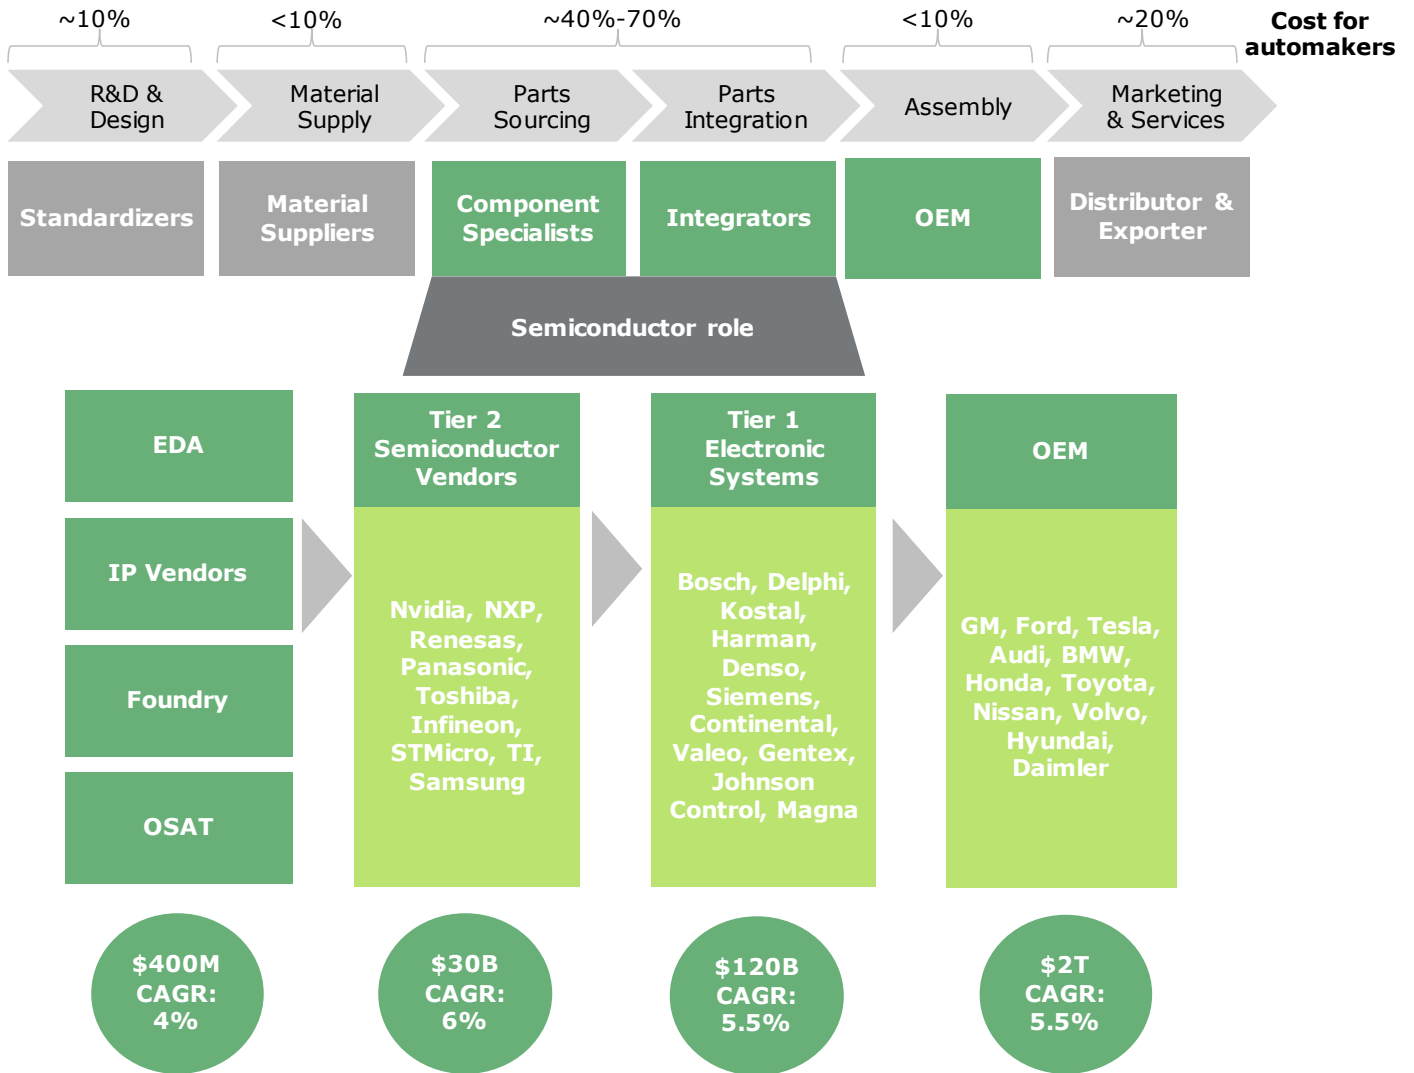 ~10%
<10%
~40%-70%
<10%
~20%
Cost for
automakers
R&D &
Design
Material
Supply
Parts
Sourcing
Parts
Integration
Assembly
Marketing
& Services
Standardizers
Material
Suppliers
Component
Specialists
Integrators
OEM
Distributor &
Exporter
Semiconductor role
EDA
IP Vendors
Foundry
OSAT
Tier 2
Semiconductor
Vendors
Nvidia, NXP,
Renesas,
Panasonic,
Toshiba,
Infineon,
STMicro, TI,
Samsung
Tier 1
Electronic
Systems
Bosch, Delphi,
Kostal,
Harman,
Denso,
Siemens,
Continental,
Valeo, Gentex,
Johnson
Control, Magna
OEM
GM, Ford, Tesla,
Audi, BMW,
Honda, Toyota,
Nissan, Volvo,
Hyundai,
Daimler
$400M
CAGR:
4%
$30B
CAGR:
6%
$120B
CAGR:
5.5%
$2T
CAGR:
5.5%